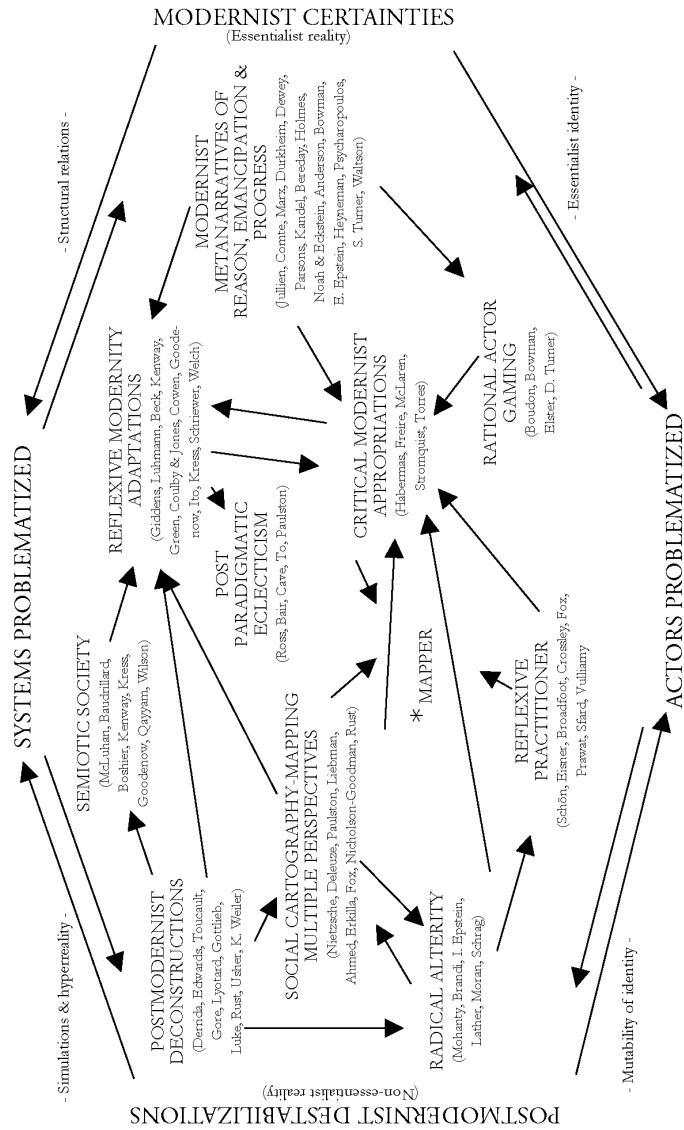 MODERNIST CERTAINTIES
(Essentialist reality)
- Structural relations -
- Essentialist identity -
MODERNIST
METANARRATIVES OF
REASON, EMANCIPATION &
PROGRESS
(Jullien, Comte, Marx, Durkheim, Dewey,
Parsons, Kandel, Bereday, Holmes,
Noah & Eckstein, Anderson, Bowman,
E. Epstein, Heyneman, Psycharopoulos,
S. Turner, Waltson)
SYSTEMS PROBLEMATIZED
REFLEXIVE MODERNITY
ADAPTATIONS
(Giddens, Luhmann, Beck, Kenway,
Green, Coulby & Jones, Cowen, Goode-
now, Ito, Kress, Schriewer, Welch)
POST
PARADIGMATIC
ECLECTICISM
(Ross, Bair, Cave, To, Paulston)
CRITICAL MODERNIST
APPROPRIATIONS
(Habermas, Freire, McLaren,
Stromquist, Torres)
RATIONAL ACTOR
GAMING
(Boudon, Bowman,
Elster, D. Turner)
ACTORS PROBLEMATIZED
SEMIOTIC SOCIETY
(McLuhan, Baudrillard,
Boshier, Kenway, Kress,
Goodenow, Qayyam, Wilson)
* MAPPER
REFLEXIVE
PRACTITIONER
(Schön, Eisner, Broadfoot, Crossley, Fox,
Prawat, Sfard, Vulliamy)
POSTMODERNIST
DECONSTRUCTIONS
(Derrida, Edwards, Toucault,
Gore, Lyotard, Gottlieb,
Luke, Rust, Usher, K. Weiler)
SOCIAL CARTOGRAPHY-MAPPING
MULTIPLE PERSPECTIVES
(Nietzsche, Deleuze, Paulston, Liebman,
Ahmed, Erkilla, Fox, Nicholson-Goodman, Rust)
RADICAL ALTERITY
(Mohanty, Brandi, I. Epstein,
Lather, Moran, Schrag)
- Simulations & hyperreality -
- Mutability of identity -
(Non-essentialist reality)
POSTMODERNIST DESTABILIZATIONS